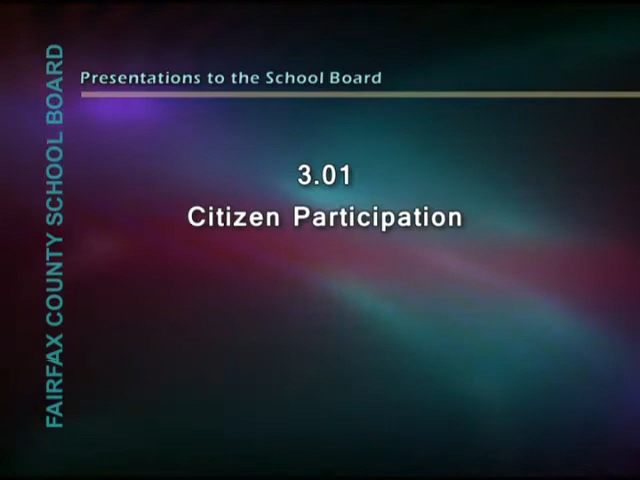 FAIRFAX COUNTY SCHOOL BOARD
Presentations to the School Board
3.01
Citizen Participation